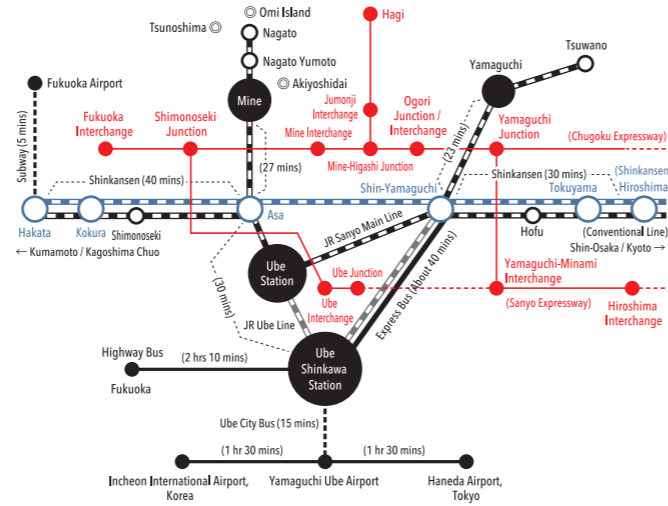 Omi Island
Tsunoshima
Nagato
Hagi
Tsuwano
Nagato Yumoto
Yamaguchi
Fukuoka Airport
Akiyoshidai
Mine
Jumonji
Interchange
Ogori
Junction /
Interchange
Fukuoka
Interchange
Shimonoseki
Junction
Mine Interchange
Yamaguchi
Junction
(Chugoku Expressway)
Subway (5 mins)
(27 mins)
Mine-Higashi Junction
(23 mins)
Shinkansen (40 mins)
Shinkansen (30 mins)
(Shinkansen)
Shin-Yamaguchi
Tokuyama
Hiroshima
Hakata
Kokura
Shimonoseki
Asa
JR Sanyo Main Line
Hofu
(Conventional Line)
← Kumamoto / Kagoshima Chuo
Shin-Osaka / Kyoto →
Ube
Station
Ube Junction
Yamaguchi-Minami
Interchange
(30 mins)
Ube
Interchange
Express Bus (About 40 mins)
(Sanyo Expressway)
Hiroshima
Interchange
JR Ube Line
Highway Bus
(2 hrs 10 mins)
Fukuoka
Ube
Shinkawa
Station
Ube City Bus (15 mins)
(1 hr 30 mins)
(1 hr 30 mins)
Incheon International Airport,
Korea
Yamaguchi Ube Airport
Haneda Airport,
Tokyo